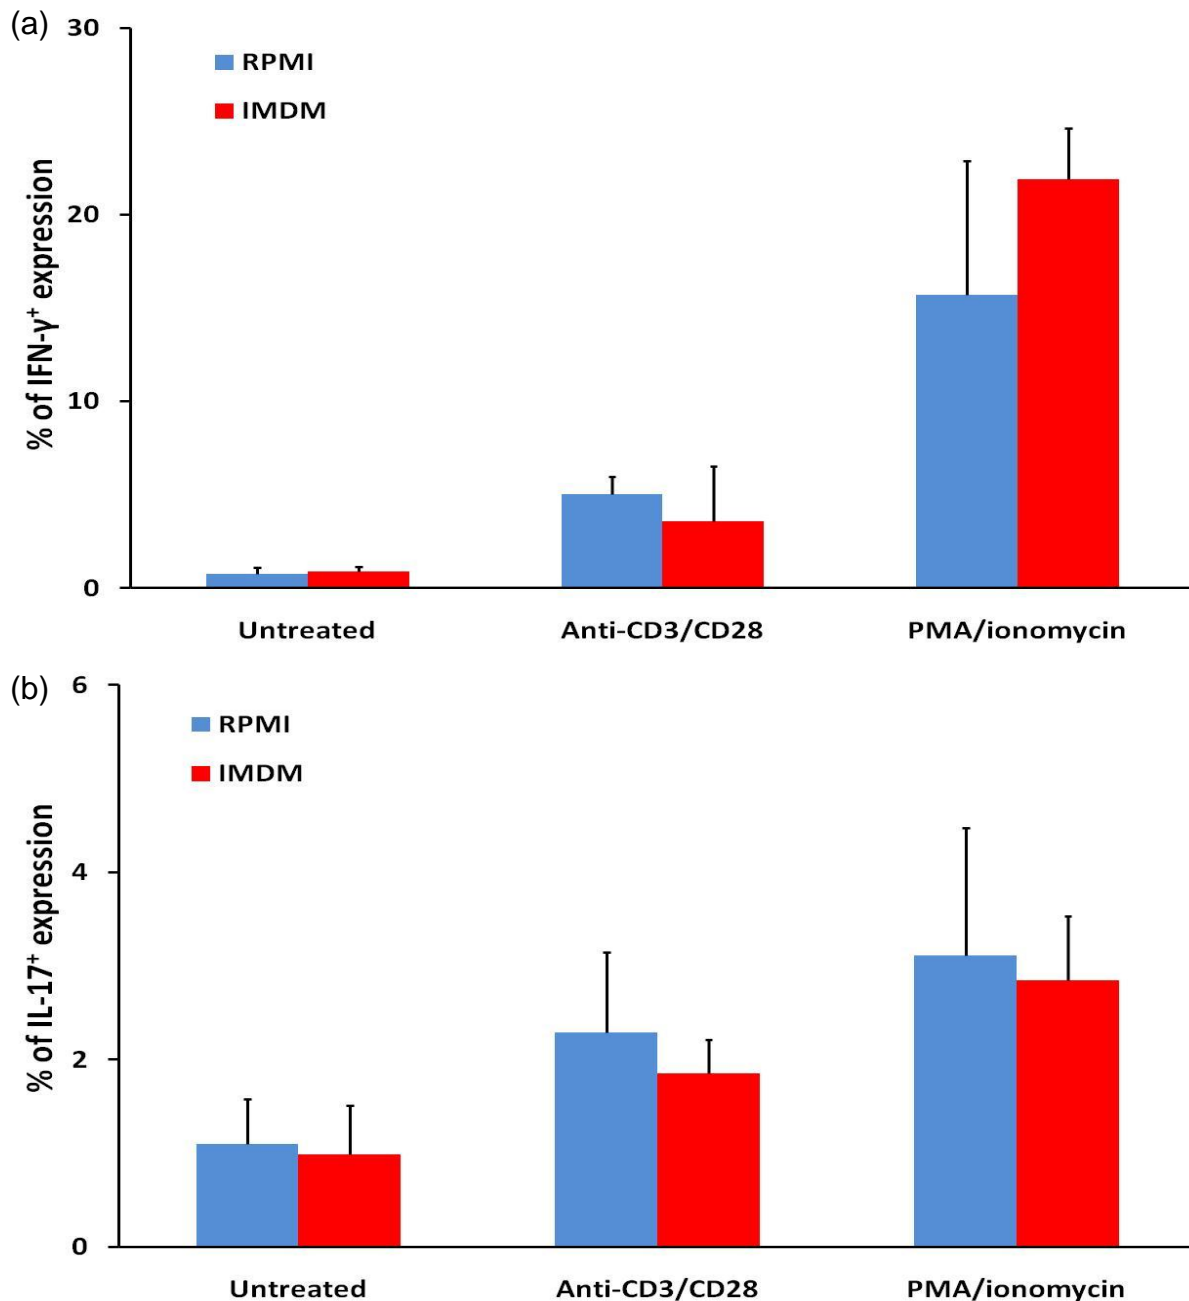 (a)
30
RPMI
IMDM
20
10
0
% of IFN-γ⁺ expression
Untreated
Anti-CD3/CD28
PMA/ionomycin
(b)
6
RPMI
IMDM
4
2
0
% of IL-17⁺ expression
Untreated
Anti-CD3/CD28
PMA/ionomycin